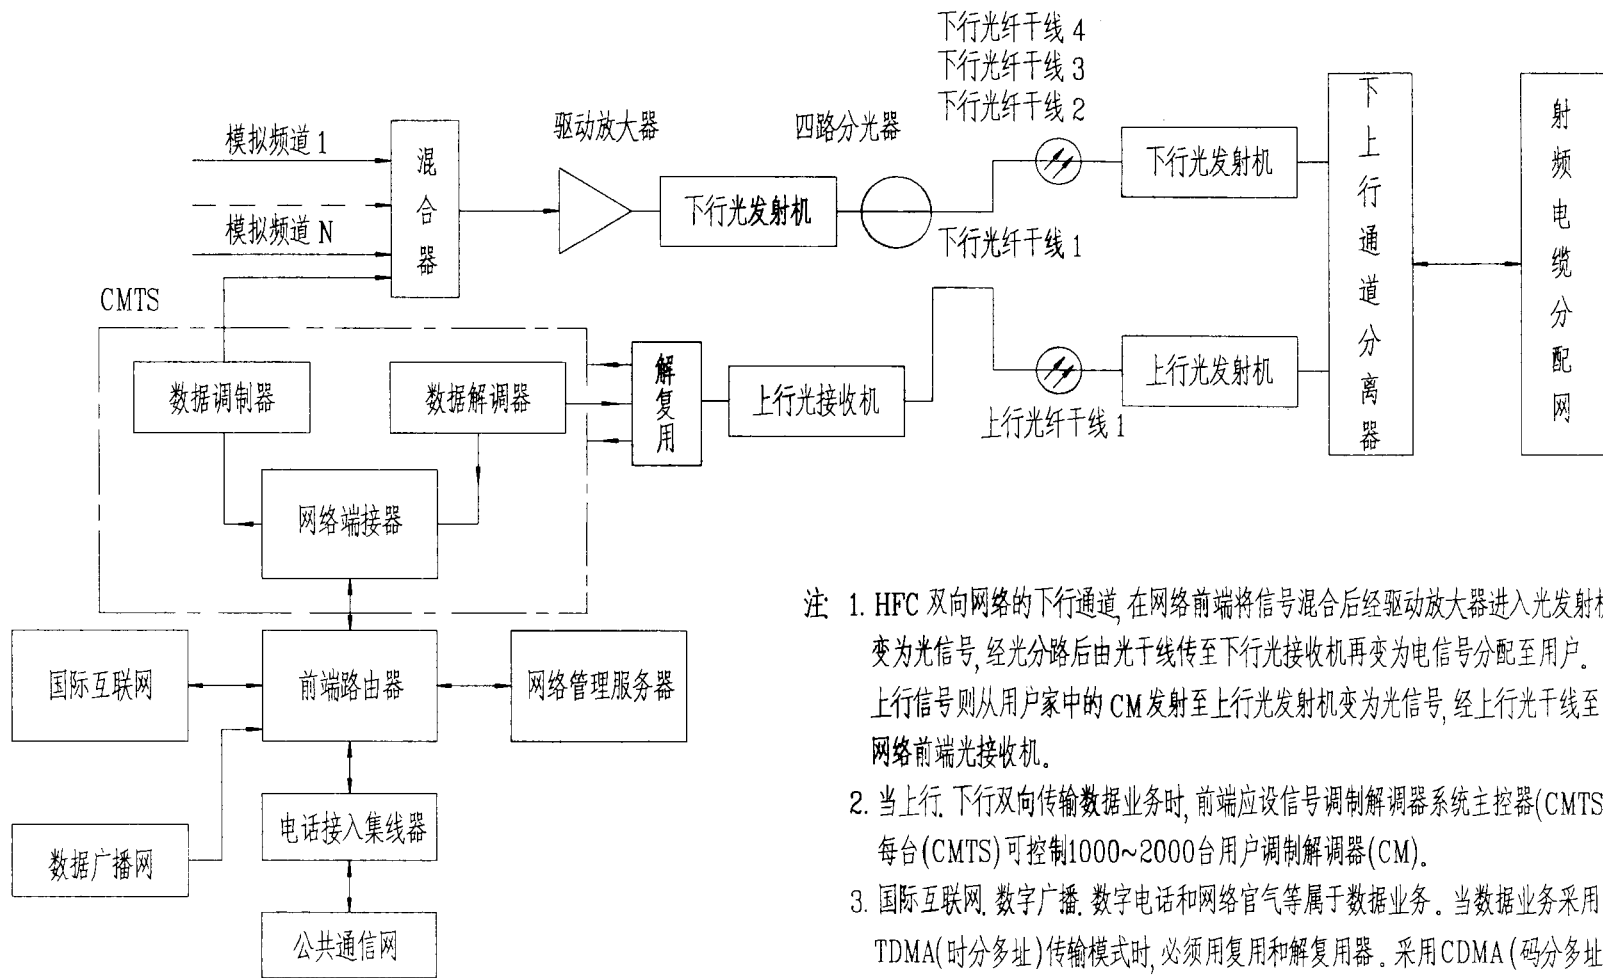 下行光纤干线 4
下行光纤干线 3
下行光纤干线 2
驱动放大器
四路分光器
模拟频道 1
模拟频道 N
混合器
下行光发射机
下行光纤干线 1
下行光发射机
下上行通道分离器
射频电缆分配网
CMTS
数据调制器
数据解调器
解复用
上行光接收机
上行光纤干线 1
上行光发射机
网络端接器
国际互联网
前端路由器
网络管理服务器
数据广播网
电话接入集线器
公共通信网
注 1. HFC 双向网络的下行通道, 在网络前端将信号混合后经驱动放大器进入光发射机
变为光信号, 经光分路后由光干线传至下行光接收机再变为电信号分配至用户。
上行信号则从用户家中的 CM 发射至上行光发射机变为光信号, 经上行光干线至
网络前端光接收机。
2. 当上行. 下行双向传输数据业务时, 前端应设信号调制解调器系统主控器(CMTS
每台(CMTS)可控制1000~2000台用户调制解调器(CM)。
3. 国际互联网. 数字广播. 数字电话和网络官气等属于数据业务。当数据业务采用
TDMA(时分多址)传输模式时, 必须用复用和解复用器。采用CDMA(码分多址